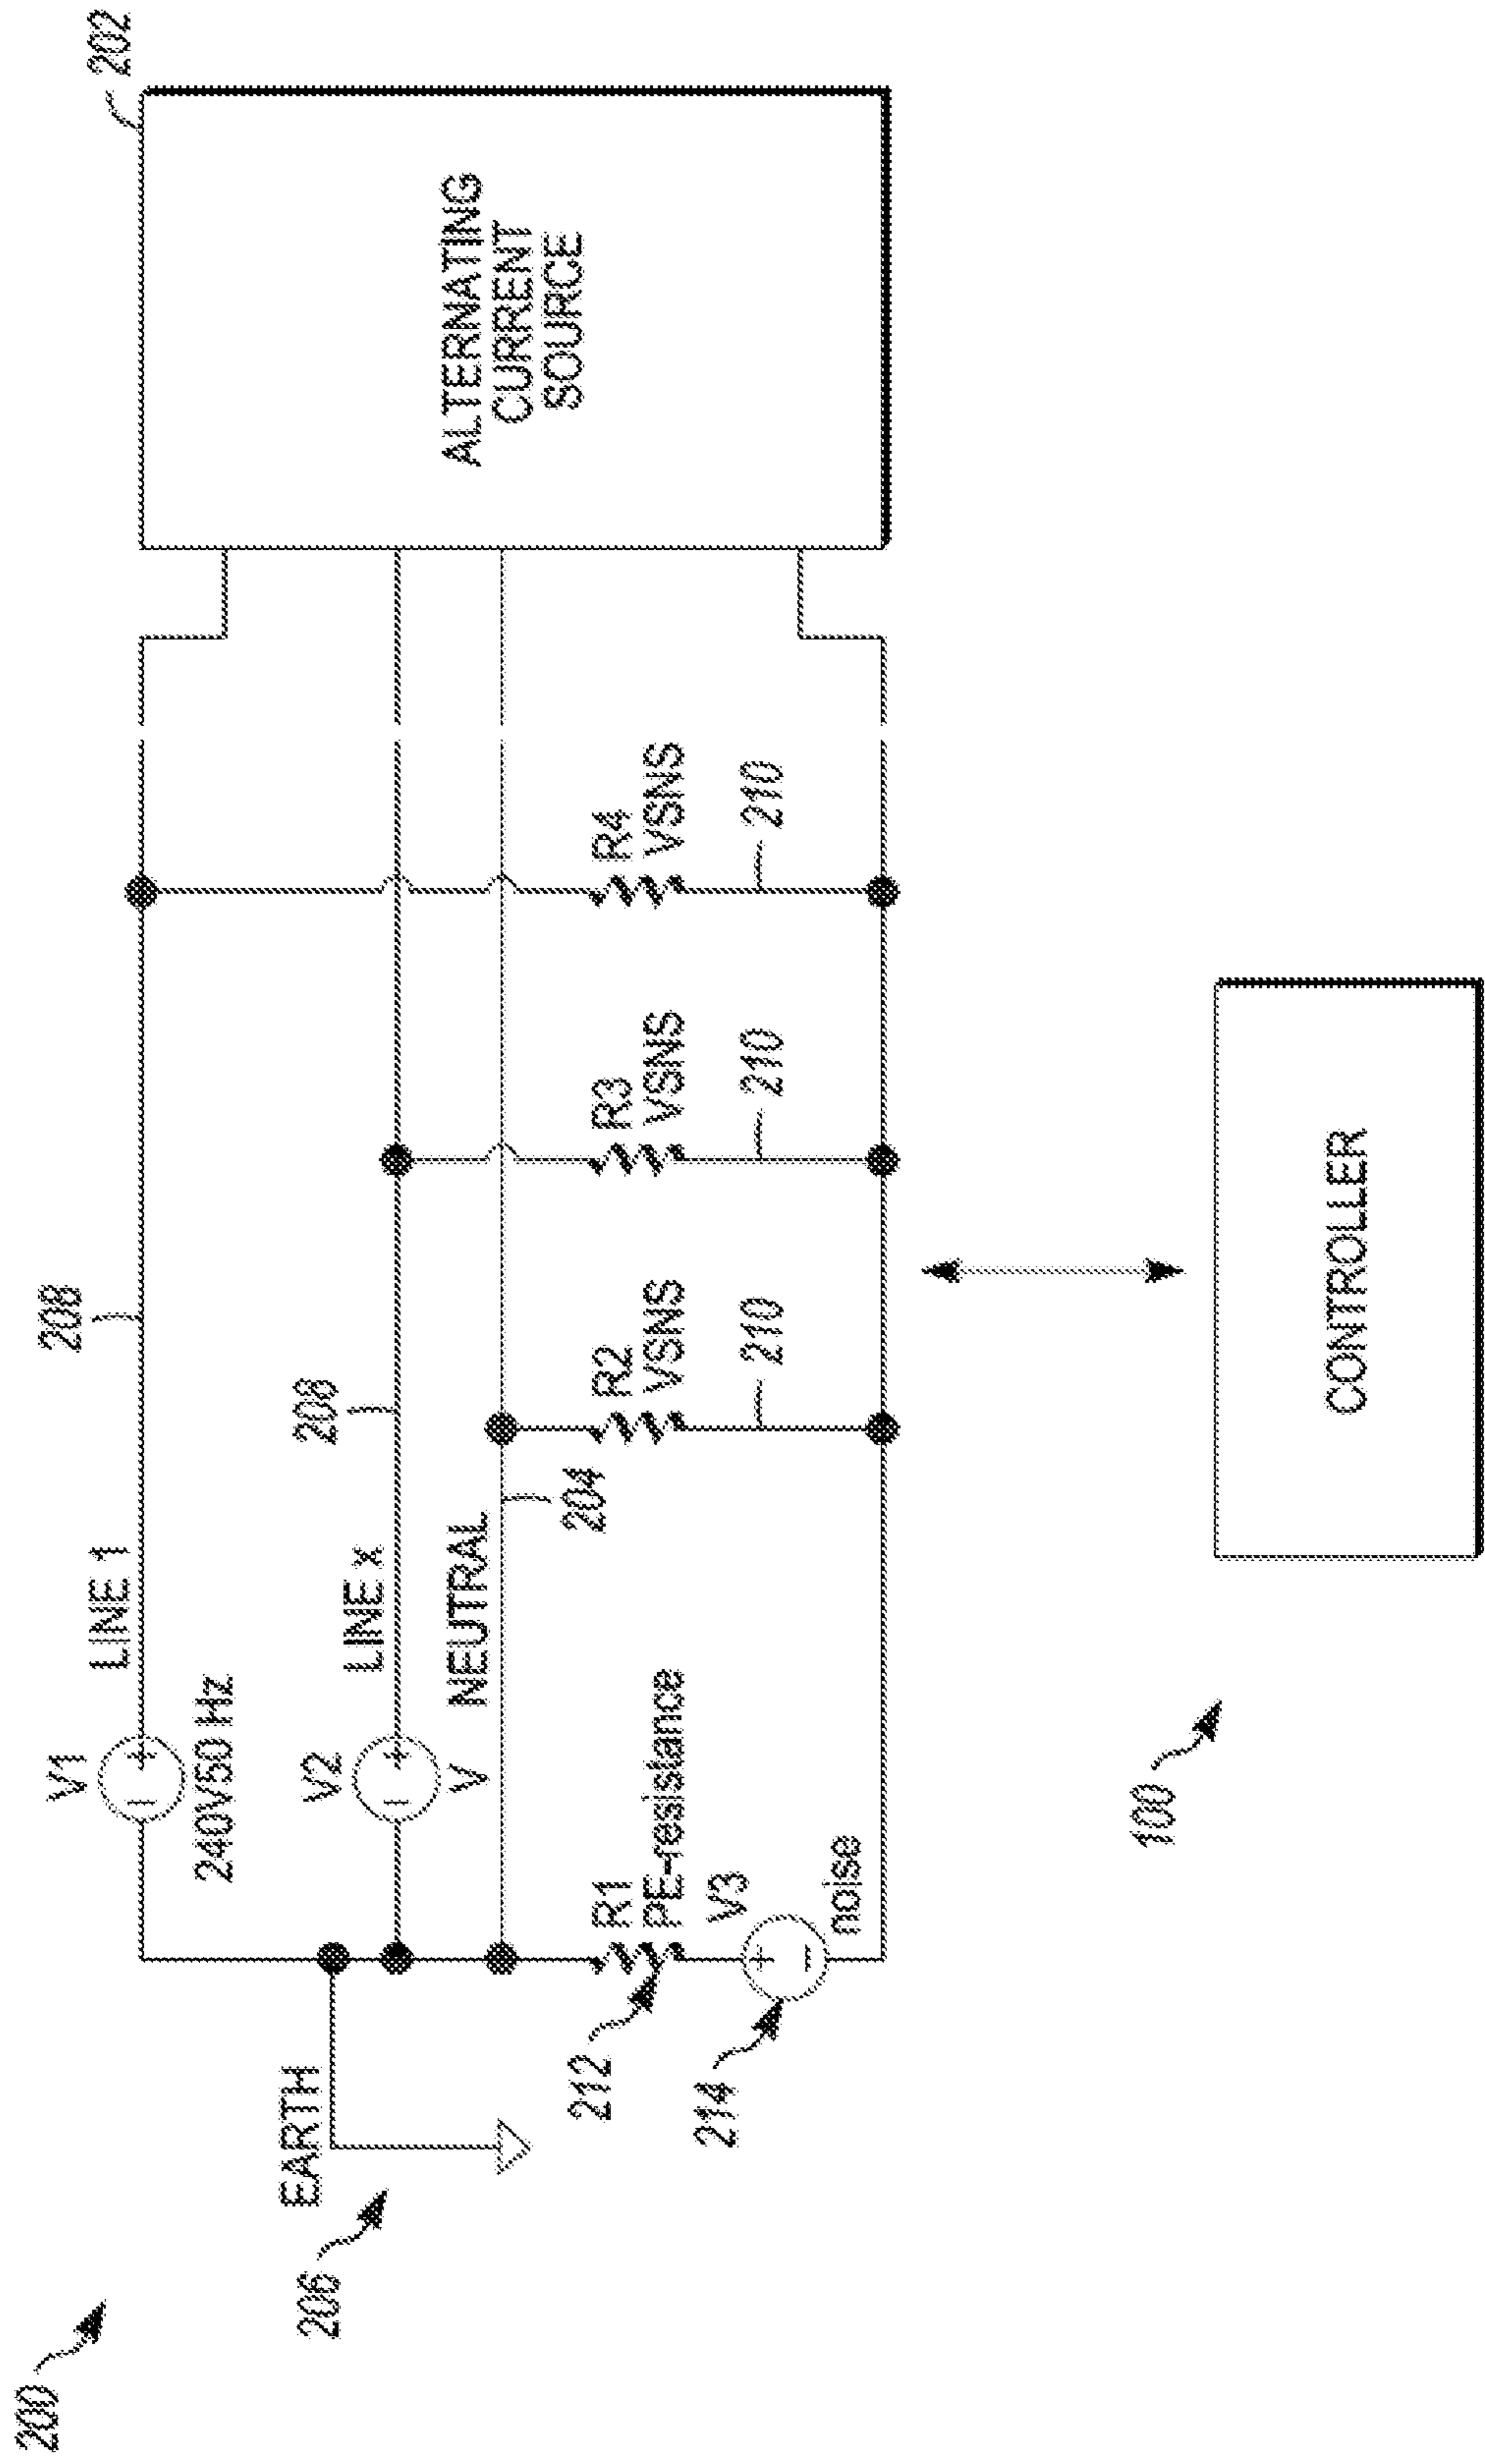 200
206
EARTH
V1
240V50 Hz
LINE 1
208
202
V2
V
LINE x
208
NEUTRAL
204
212
R1
PE-resistance
214
V3
noise
R2
VSNS
210
R3
VSNS
210
R4
VSNS
210
ALTERNATING
CURRENT
SOURCE
100
CONTROLLER